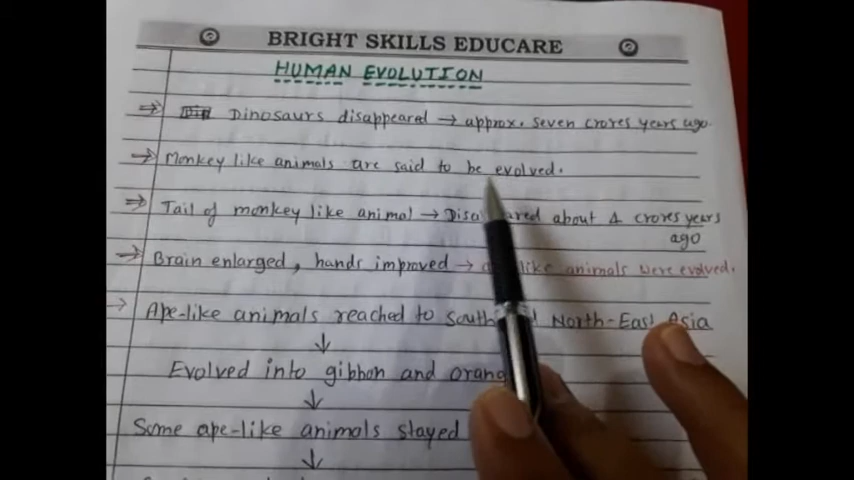 BRIGHT SKILLS EDUCARE
HUMAN EVOLUTION
Dinosaurs disappeared → approx. seven crores years ago.
→ Monkey like animals are said to be evolved.
→ Tail of monkey like animal → about 4 crores years
ago
→ Brain enlarged, hands improved → like animals were evolved.
→ Ape-like animals reached to South North-East Asia
↓
Evolved into gibbon and
↓
Some ape-like animals stayed
↓